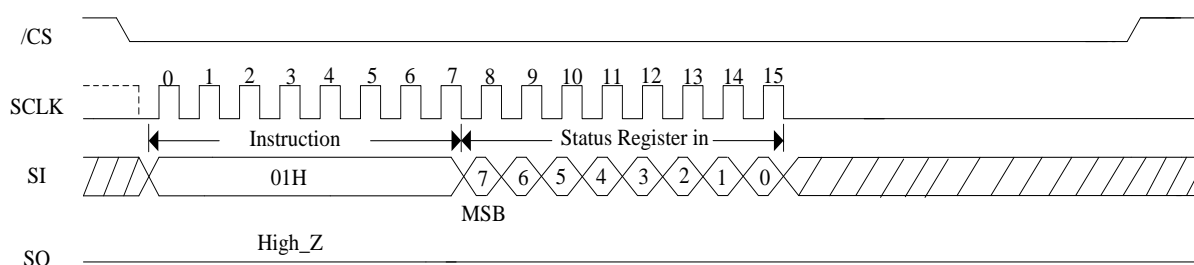 /CS
0 1 2 3 4 5 6 7 8 9 10 11 12 13 14 15
SCLK
Instruction Status Register in
SI 01H 7 6 5 4 3 2 1 0
MSB
High_Z
SO